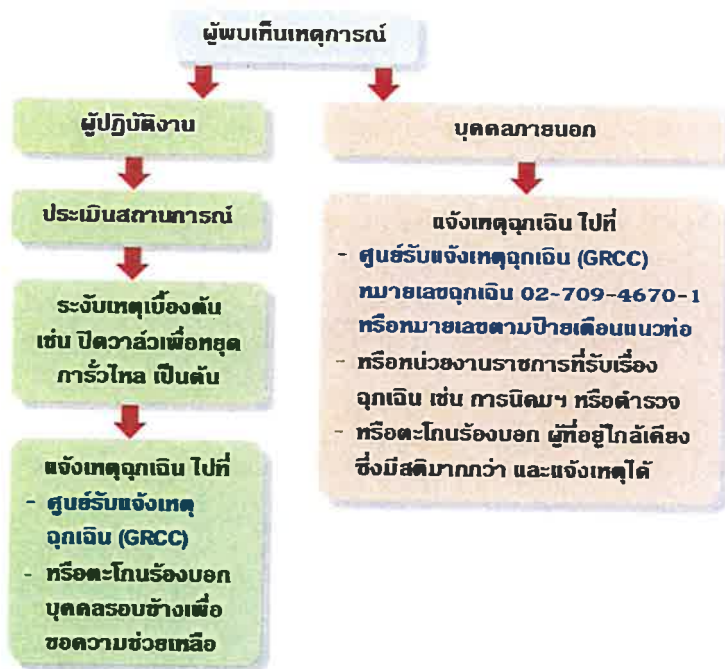 ผู้พบเห็นเหตุการณ์
ผู้ปฏิบัติงาน
ประเมินสถานการณ์
ระงับเหตุเบื้องต้น
เช่น ปิดวาล์วเพื่อหยุด
การั่วไหล เป็นต้น
แจ้งเหตุฉุกเฉิน ไปที่
- ศูนย์รับแจ้งเหตุ
ฉุกเฉิน (GRCC)
- หรือตะโกนร้องบอก
บุคคลรอบข้างเพื่อ
ขอความช่วยเหลือ
บุคคลภายนอก
แจ้งเหตุฉุกเฉิน ไปที่
- ศูนย์รับแจ้งเหตุฉุกเฉิน (GRCC)
หมายเลขฉุกเฉิน 02-709-4670-1
หรือหมายเลขตามป้ายเตือนแนวท่อ
- หรือหน่วยงานราชการที่รับเรื่อง
ฉุกเฉิน เช่น การนิคมฯ หรือตำรวจ
- หรือตะโกนร้องบอก ผู้ที่อยู่ใกล้เคียง
ซึ่งมีสติมากกว่า และแจ้งเหตุได้